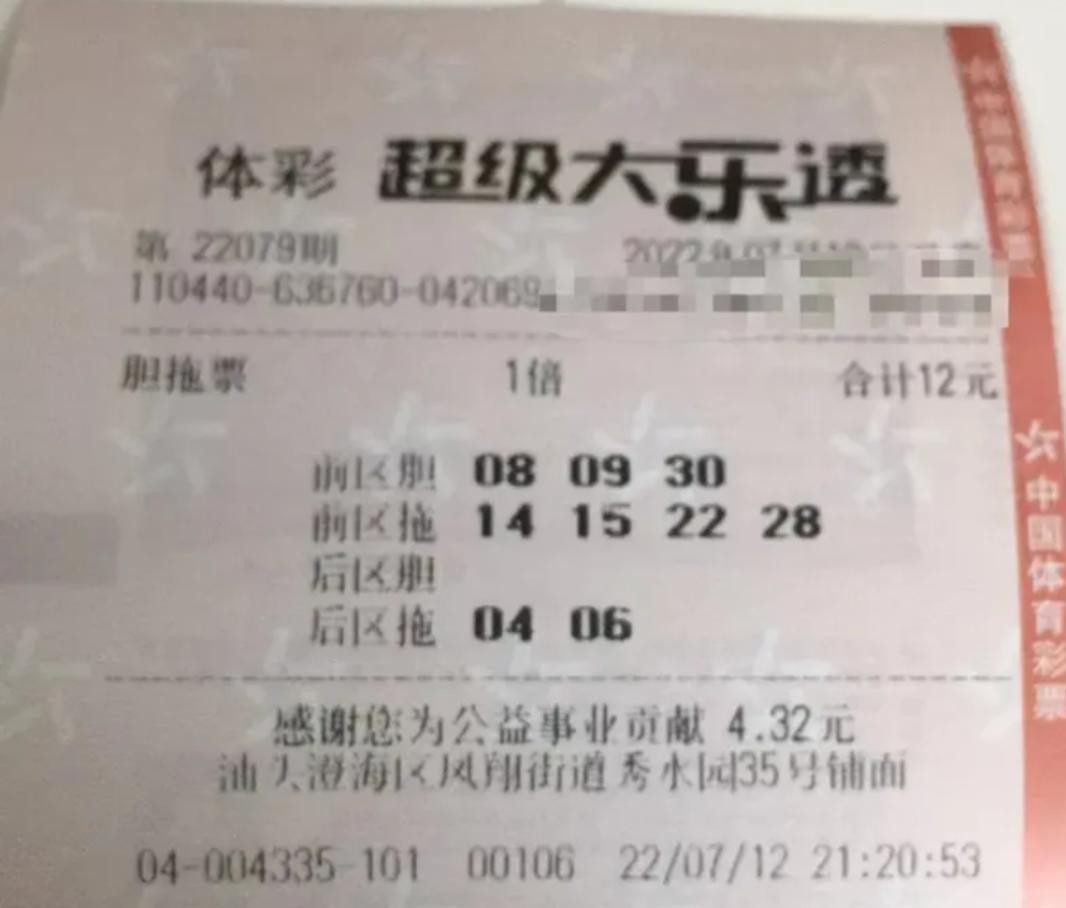 体彩 超级大乐透
第 22079期
110440-636760-042069
胆拖票 1倍 合计12元
前区胆 08 09 30
前区拖 14 15 22 28
后区胆
后区拖 04 06
感谢您为公益事业贡献 4.32元
汕头澄海区凤翔街道秀水园35号铺面
04-004335-101 00106 22/07/12 21:20:53
中国体育彩票
中国体育彩票